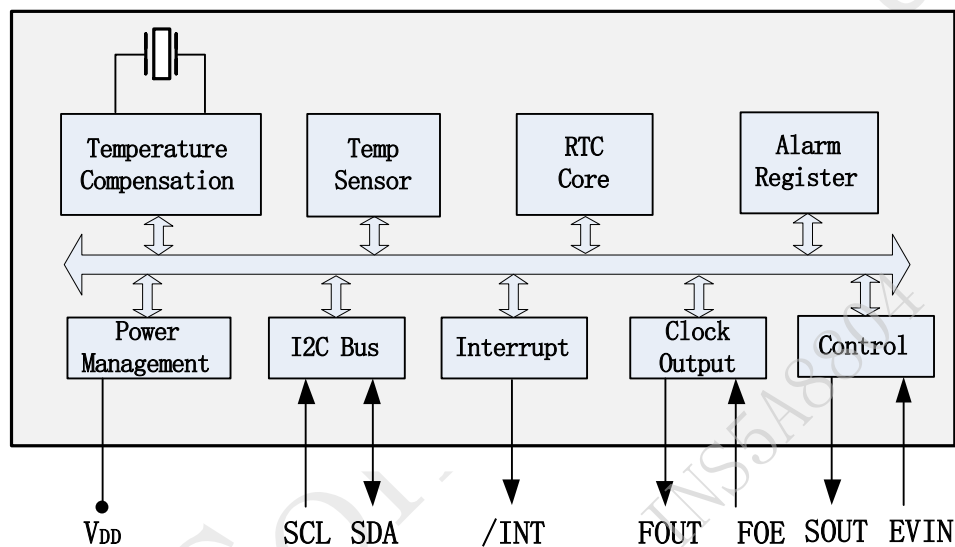 Temperature
Compensation
Temp
Sensor
RTC
Core
Alarm
Register
Power
Management
I2C Bus
Interrupt
Clock
Output
Control
VDD
SCL
SDA
/INT
FOUT
FOE
SOUT
EVIN
INS5A8804